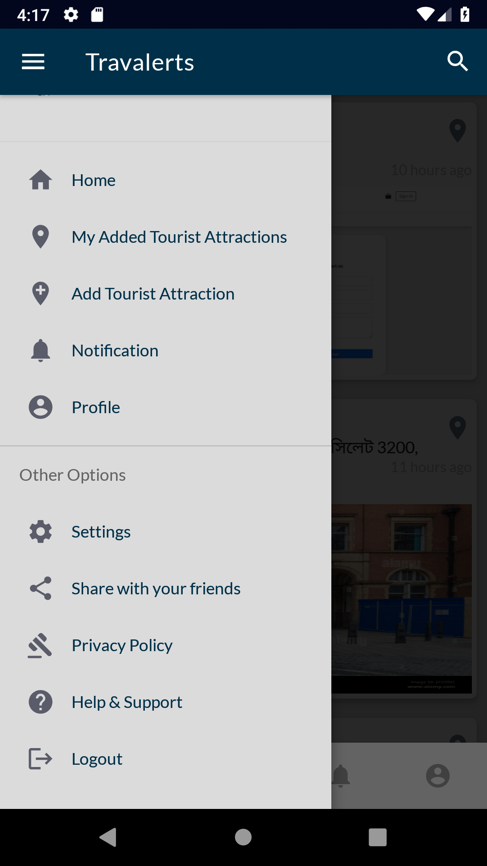 4:17
Travalerts
10 hours ago
Home
My Added Tourist Attractions
Add Tourist Attraction
Notification
Profile
সিলেট 3200,
11 hours ago
Other Options
Settings
Share with your friends
Privacy Policy
Help & Support
Logout